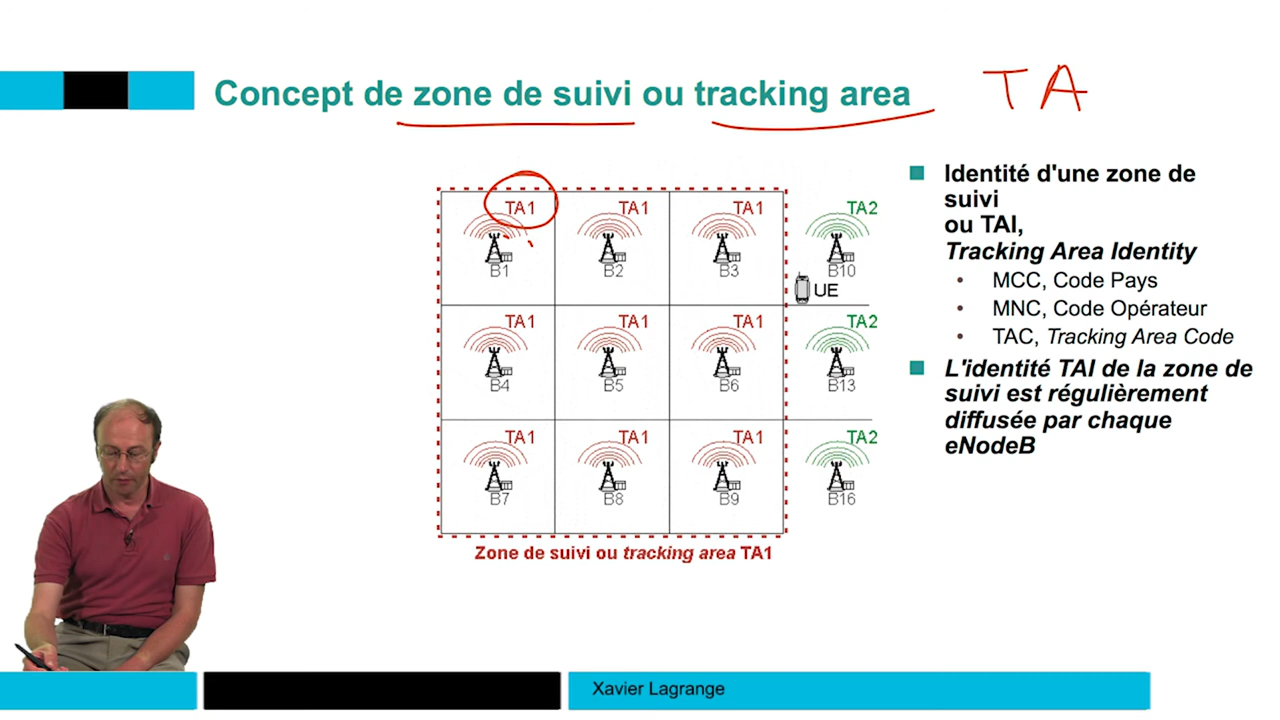 Concept de zone de suivi ou tracking area
TA
TA1 TA1 TA1 TA2
B1 B2 B3 B10
UE
TA1 TA1 TA1 TA2
B4 B5 B6 B13
TA1 TA1 TA1 TA2
B7 B8 B9 B16
Zone de suivi ou tracking area TA1
Identité d'une zone de
suivi
ou TAI,
Tracking Area Identity
• MCC, Code Pays
• MNC, Code Opérateur
• TAC, Tracking Area Code
L'identité TAI de la zone de
suivi est régulièrement
diffusée par chaque
eNodeB
Xavier Lagrange